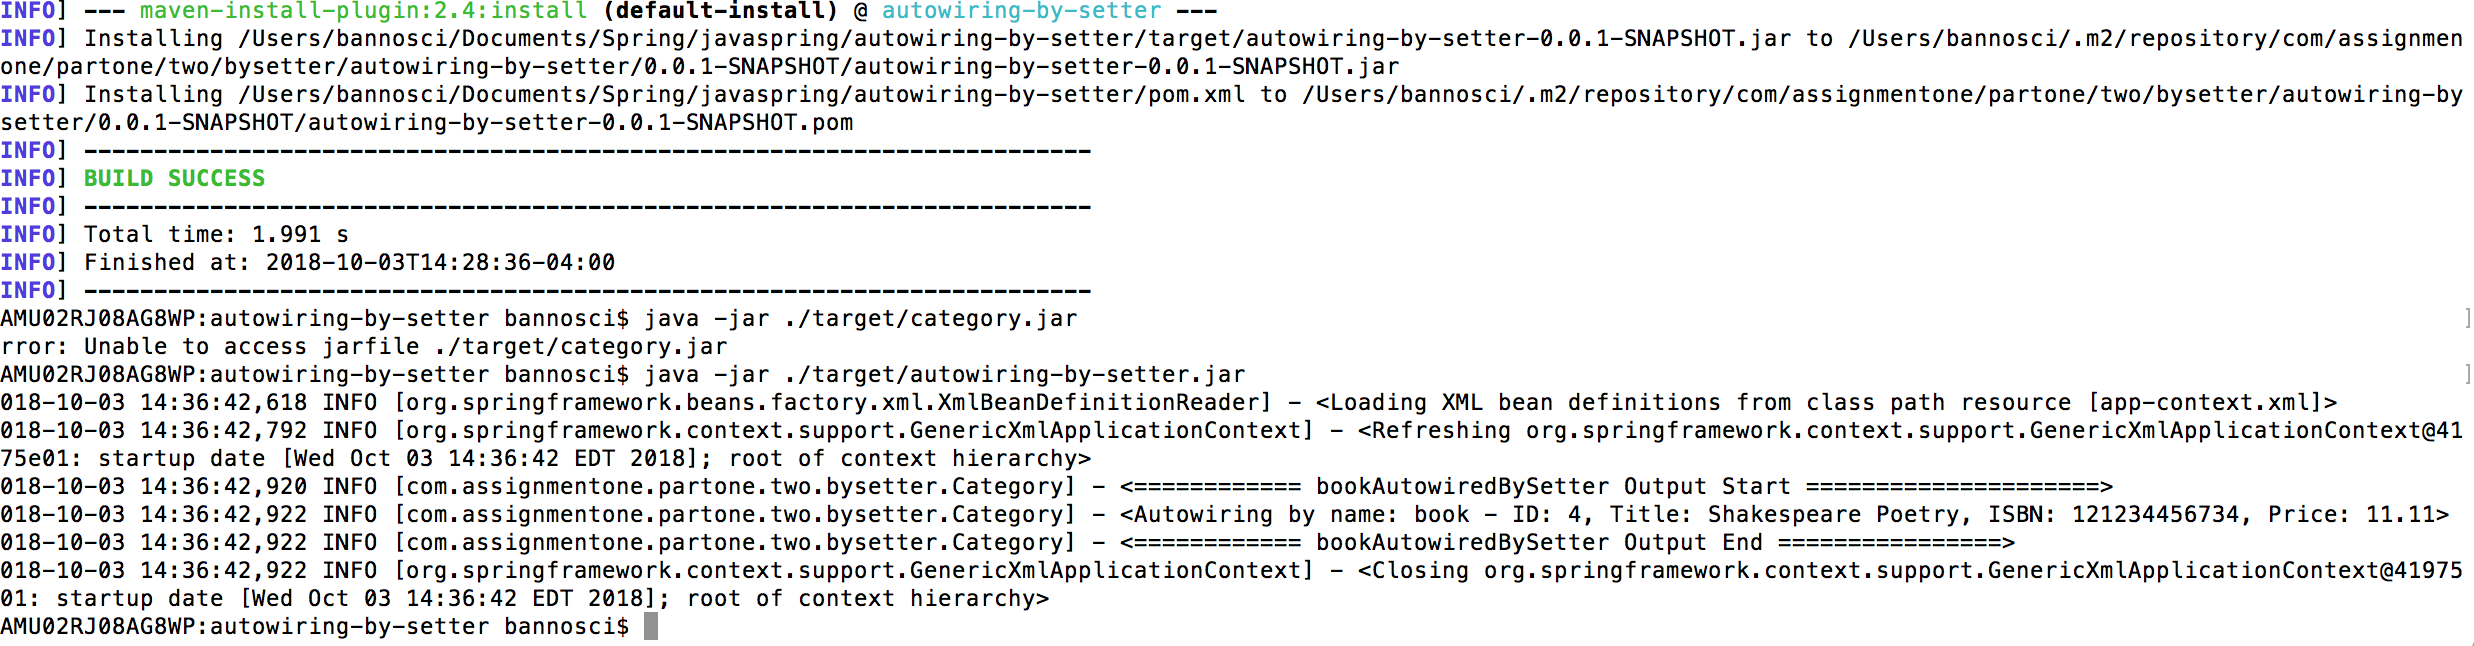 INFO] --- maven-install-plugin:2.4:install (default-install) @ autowiring-by-setter ---
INFO] Installing /Users/bannosci/Documents/Spring/javaspring/autowiring-by-setter/target/autowiring-by-setter-0.0.1-SNAPSHOT.jar to /Users/bannosci/.m2/repository/com/assignmen
one/partone/two/bysetter/autowiring-by-setter/0.0.1-SNAPSHOT/autowiring-by-setter-0.0.1-SNAPSHOT.jar
INFO] Installing /Users/bannosci/Documents/Spring/javaspring/autowiring-by-setter/pom.xml to /Users/bannosci/.m2/repository/com/assignmentone/partone/two/bysetter/autowiring-by
setter/0.0.1-SNAPSHOT/autowiring-by-setter-0.0.1-SNAPSHOT.pom
INFO] ------------------------------------------------------------------------
INFO] BUILD SUCCESS
INFO] ------------------------------------------------------------------------
INFO] Total time: 1.991 s
INFO] Finished at: 2018-10-03T14:28:36-04:00
INFO] ------------------------------------------------------------------------
AMU02RJ08AG8WP:autowiring-by-setter bannosci$ java -jar ./target/category.jar ]
rror: Unable to access jarfile ./target/category.jar
AMU02RJ08AG8WP:autowiring-by-setter bannosci$ java -jar ./target/autowiring-by-setter.jar ]
018-10-03 14:36:42,618 INFO [org.springframework.beans.factory.xml.XmlBeanDefinitionReader] - <Loading XML bean definitions from class path resource [app-context.xml]>
018-10-03 14:36:42,792 INFO [org.springframework.context.support.GenericXmlApplicationContext] - <Refreshing org.springframework.context.support.GenericXmlApplicationContext@41
75e01: startup date [Wed Oct 03 14:36:42 EDT 2018]; root of context hierarchy>
018-10-03 14:36:42,920 INFO [com.assignmentone.partone.two.bysetter.Category] - <============ bookAutowiredBySetter Output Start =====================>
018-10-03 14:36:42,922 INFO [com.assignmentone.partone.two.bysetter.Category] - <Autowiring by name: book - ID: 4, Title: Shakespeare Poetry, ISBN: 121234456734, Price: 11.11>
018-10-03 14:36:42,922 INFO [com.assignmentone.partone.two.bysetter.Category] - <============ bookAutowiredBySetter Output End ================>
018-10-03 14:36:42,922 INFO [org.springframework.context.support.GenericXmlApplicationContext] - <Closing org.springframework.context.support.GenericXmlApplicationContext@41975
01: startup date [Wed Oct 03 14:36:42 EDT 2018]; root of context hierarchy>
AMU02RJ08AG8WP:autowiring-by-setter bannosci$